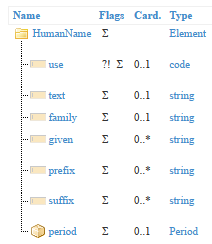 Name Flags Card. Type
HumanName Σ Element
use ?! Σ 0..1 code
text Σ 0..1 string
family Σ 0..1 string
given Σ 0..* string
prefix Σ 0..* string
suffix Σ 0..* string
period Σ 0..1 Period